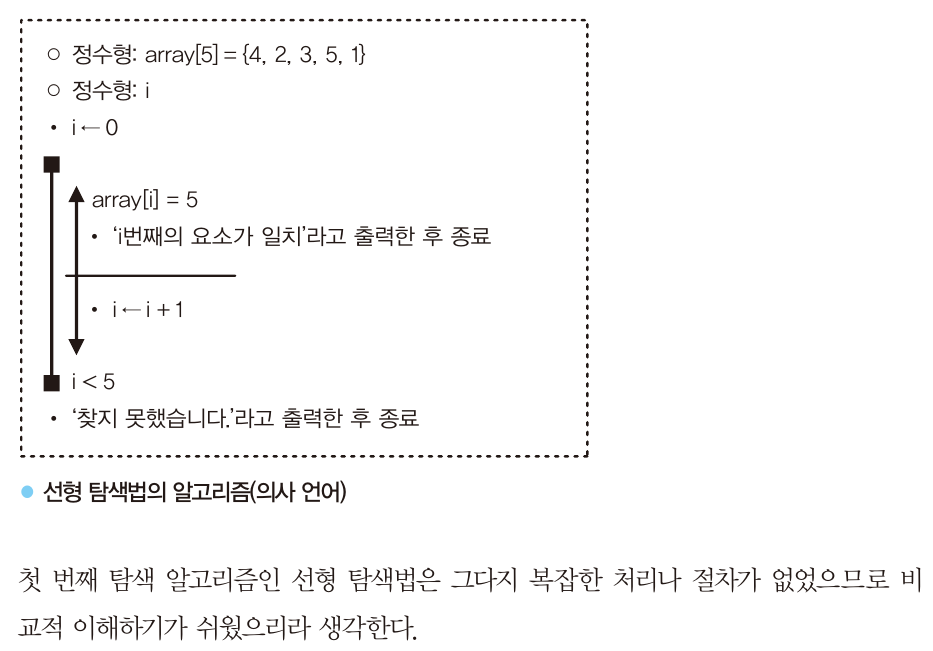 ○ 정수형: array[5] = {4, 2, 3, 5, 1}
○ 정수형: i
• i ← 0
array[i] = 5
• ‘i번째의 요소가 일치’라고 출력한 후 종료
• i ← i + 1
i < 5
• ‘찾지 못했습니다.’라고 출력한 후 종료
● 선형 탐색법의 알고리즘(의사 언어)
첫 번째 탐색 알고리즘인 선형 탐색법은 그다지 복잡한 처리나 절차가 없었으므로 비
교적 이해하기가 쉬웠으리라 생각한다.